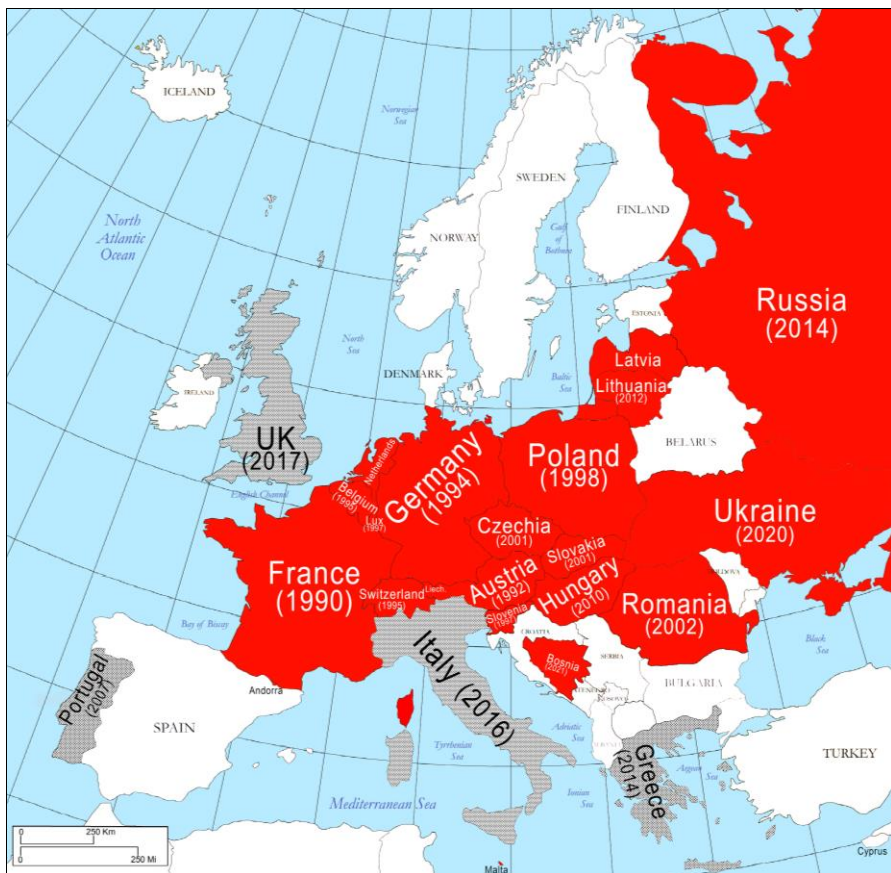 ICELAND
Norwegian
Sea
SWEDEN
FINLAND
NORWAY
Gulf
of
Bothnia
North
Atlantic
Ocean
Russia
(2014)
ESTONIA
North
Sea
Latvia
DENMARK
Baltic
Sea
Lithuania
(2012)
IRELAND
BELARUS
UK
(2017)
Netherlands
Germany
(1994)
Poland
(1998)
English Channel
Belgium
(1995)
Lux
(1997)
Ukraine
(2020)
Czechia
(2001)
Slovakia
(2001)
France
(1990)
Switzerland
(1995)
Liech.
Austria
(1992)
Hungary
(2010)
Romania
(2002)
Slovenia
(1997)
Bay of Biscay
CROATIA
Bosnia
(2021)
SERBIA
KOSOVO
BULGARIA
Black
Sea
Italy (2016)
Andorra
Portugal
(2007)
SPAIN
Adriatic
Sea
Tyrrhenian
Sea
Greece
(2014)
Aegean
Sea
TURKEY
Ionian
Sea
Mediterranean Sea
0 250 Km
0 250 Mi
Malta
Cyprus